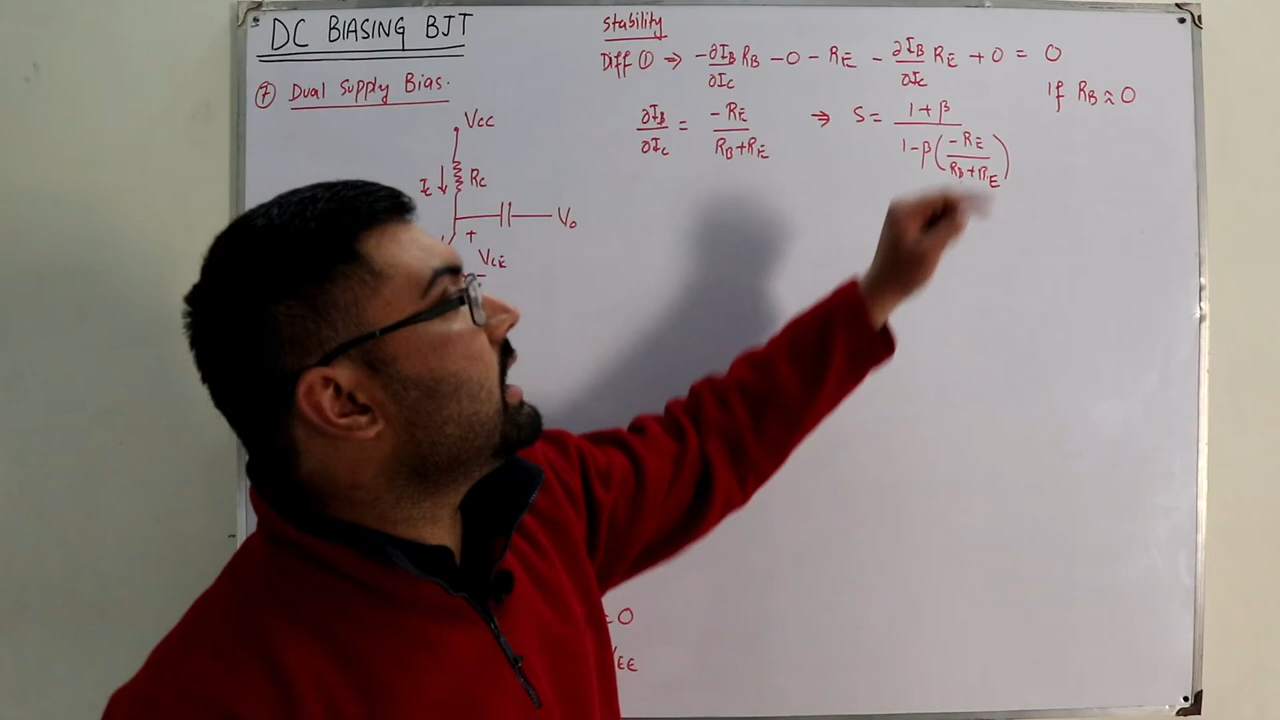 DC BIASING BJT
⑦ Dual Supply Bias.
Vcc
Ic ↓ Rc
Vo
+
VCE
-
Stability
Diff ① ⇒ -∂IB/∂Ic RB - 0 - RE - ∂IB/∂Ic RE + 0 = 0
If RB ≈ 0
∂IB/∂Ic = -RE/(RB+RE) ⇒ S = (1+β)/(1-β(-RE/(RB+RE)))
=0
VEE